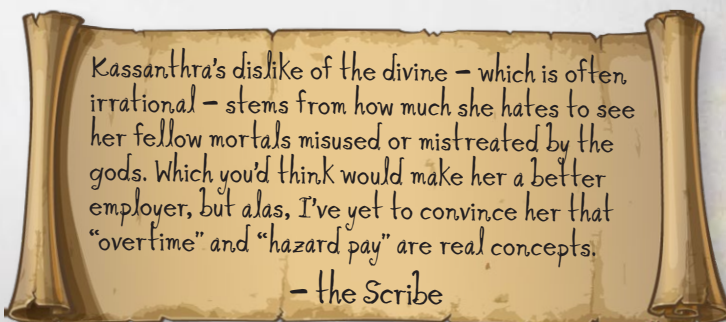 Kassanthra's dislike of the divine – which is often
irrational – stems from how much she hates to see
her fellow mortals misused or mistreated by the
gods. Which you'd think would make her a better
employer, but alas, I've yet to convince her that
“overtime” and “hazard pay” are real concepts.
– the Scribe